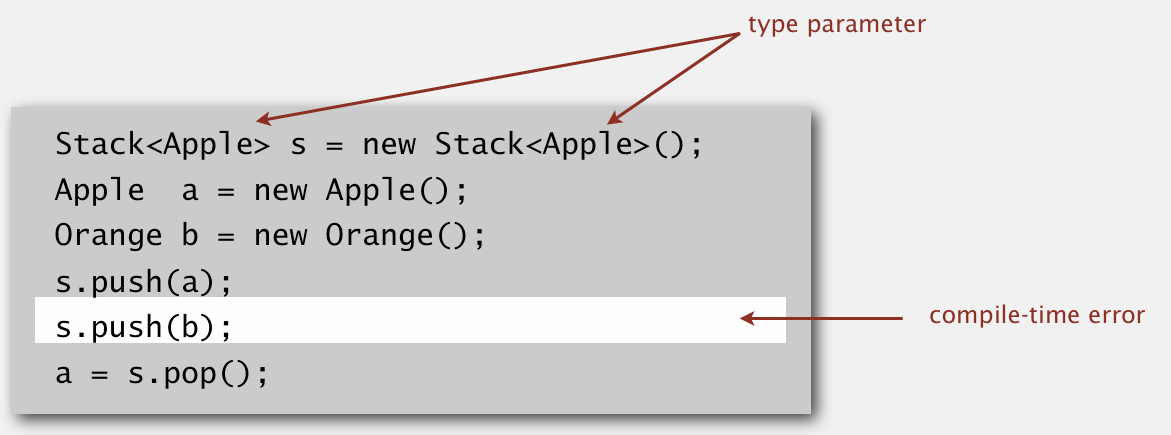 type parameter
Stack<Apple> s = new Stack<Apple>();
Apple  a = new Apple();
Orange b = new Orange();
s.push(a);
s.push(b);
compile-time error
a = s.pop();